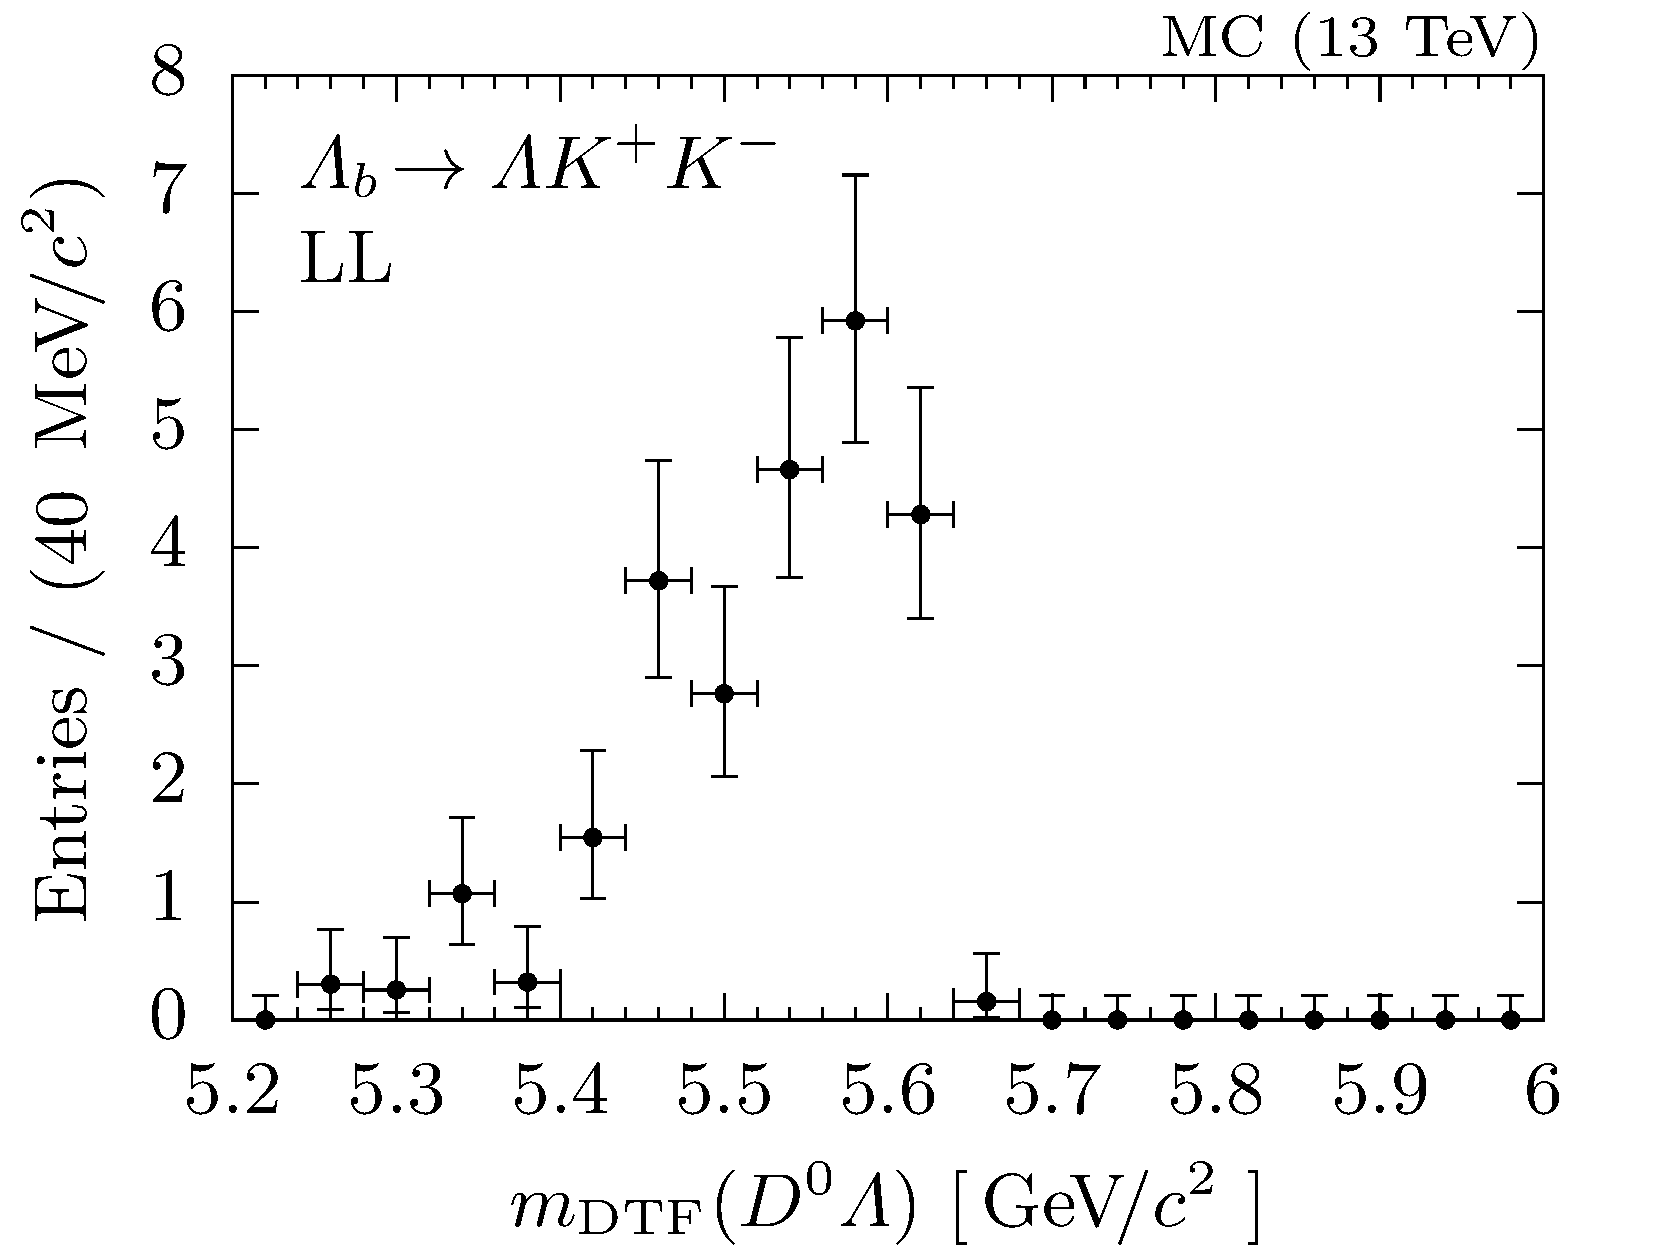 MC (13 TeV)
Λb → ΛK⁺K⁻
LL
Entries / (40 MeV/c²)
8
7
6
5
4
3
2
1
0
5.2 5.3 5.4 5.5 5.6 5.7 5.8 5.9 6
m_DTF(D⁰Λ) [GeV/c² ]